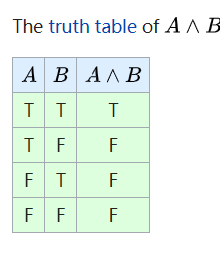 The truth table of A ∧ B
A B A ∧ B
T T T
T F F
F T F
F F F